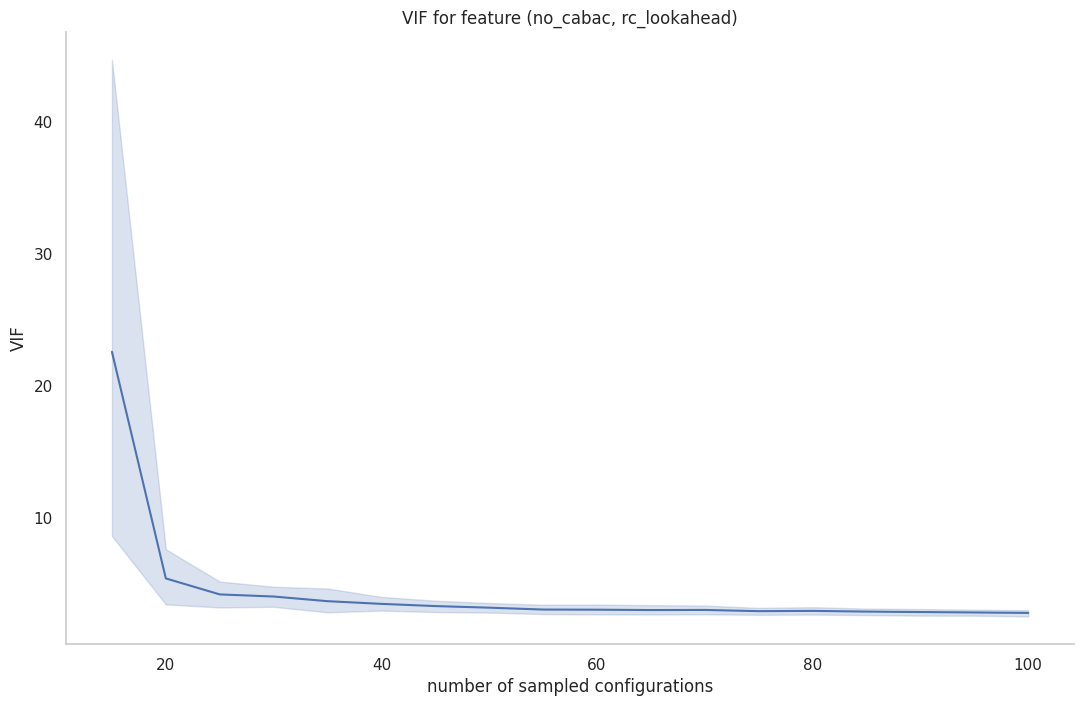 VIF for feature (no_cabac, rc_lookahead)
40
30
20
10
VIF
20 40 60 80 100
number of sampled configurations